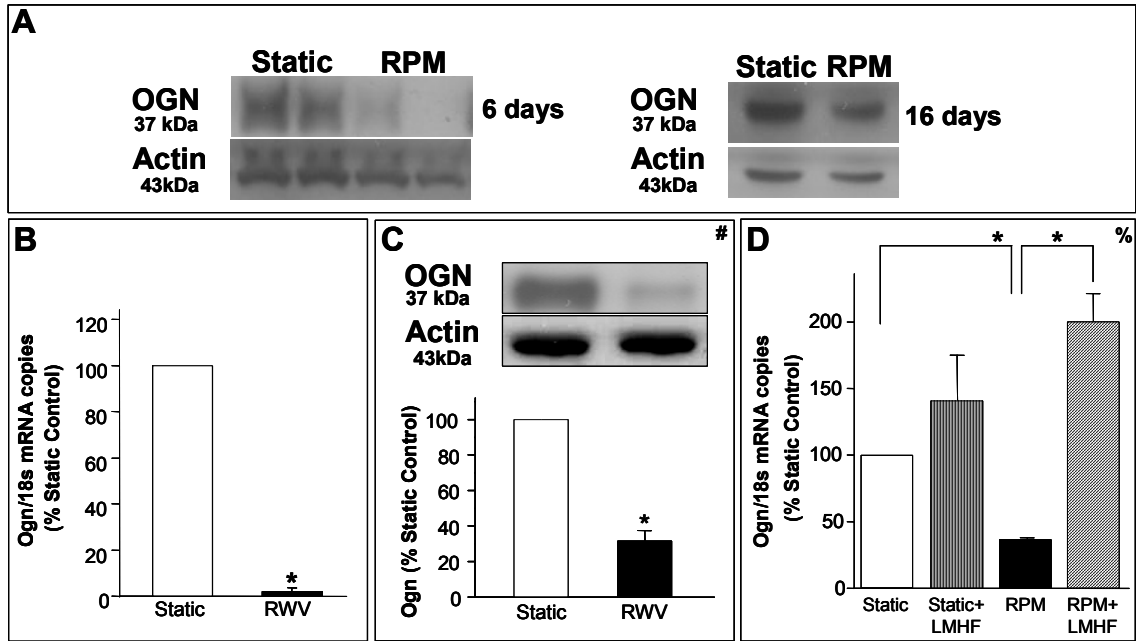 A
Static RPM
OGN
37 kDa
6 days
Actin
43kDa
Static RPM
OGN
37 kDa
16 days
Actin
43kDa
B
Ogn/18s mRNA copies
(% Static Control)
120
100
80
60
40
20
0
*
Static RWV
C
#
OGN
37 kDa
Actin
43kDa
Ogn (% Static Control)
100
80
60
40
20
0
*
Static RWV
D
* * %
Ogn/18s mRNA copies
(% Static Control)
200
150
100
50
0
Static Static+ RPM RPM+
LMHF LMHF